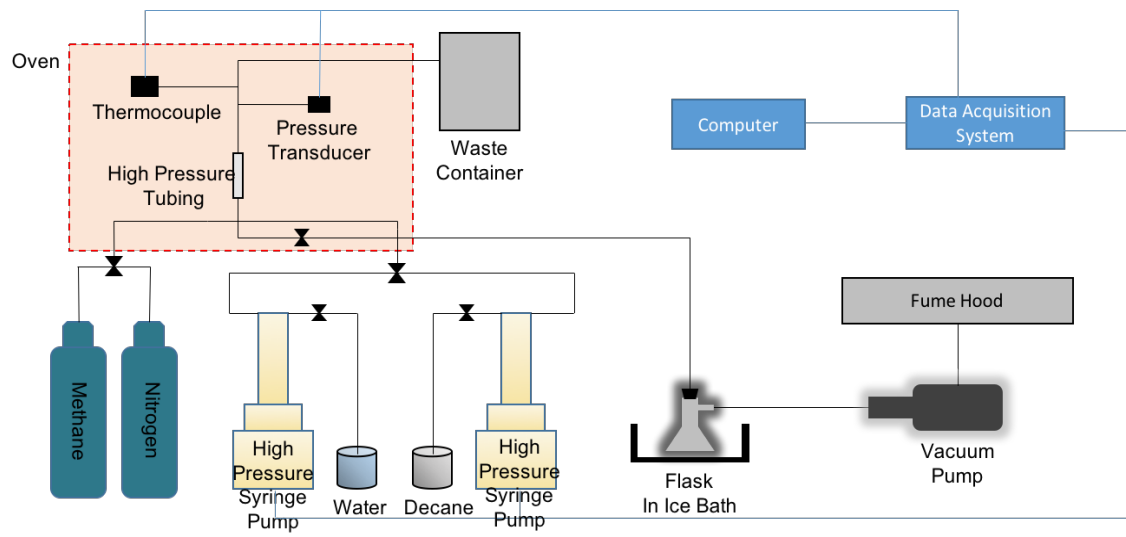 Oven
Thermocouple
Pressure
Transducer
Waste
Container
Computer
Data Acquisition
System
High Pressure
Tubing
Fume Hood
Methane
Nitrogen
High
Pressure
Syringe
Pump
Water
Decane
High
Pressure
Syringe
Pump
Flask
In Ice Bath
Vacuum
Pump